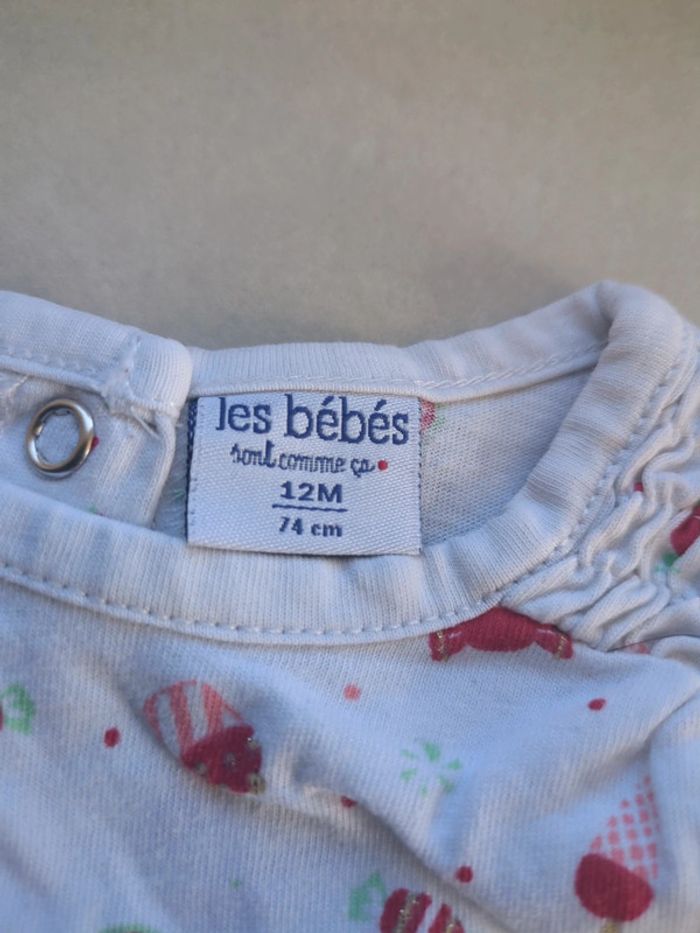 les bébés
sont comme ça
12M
74 cm